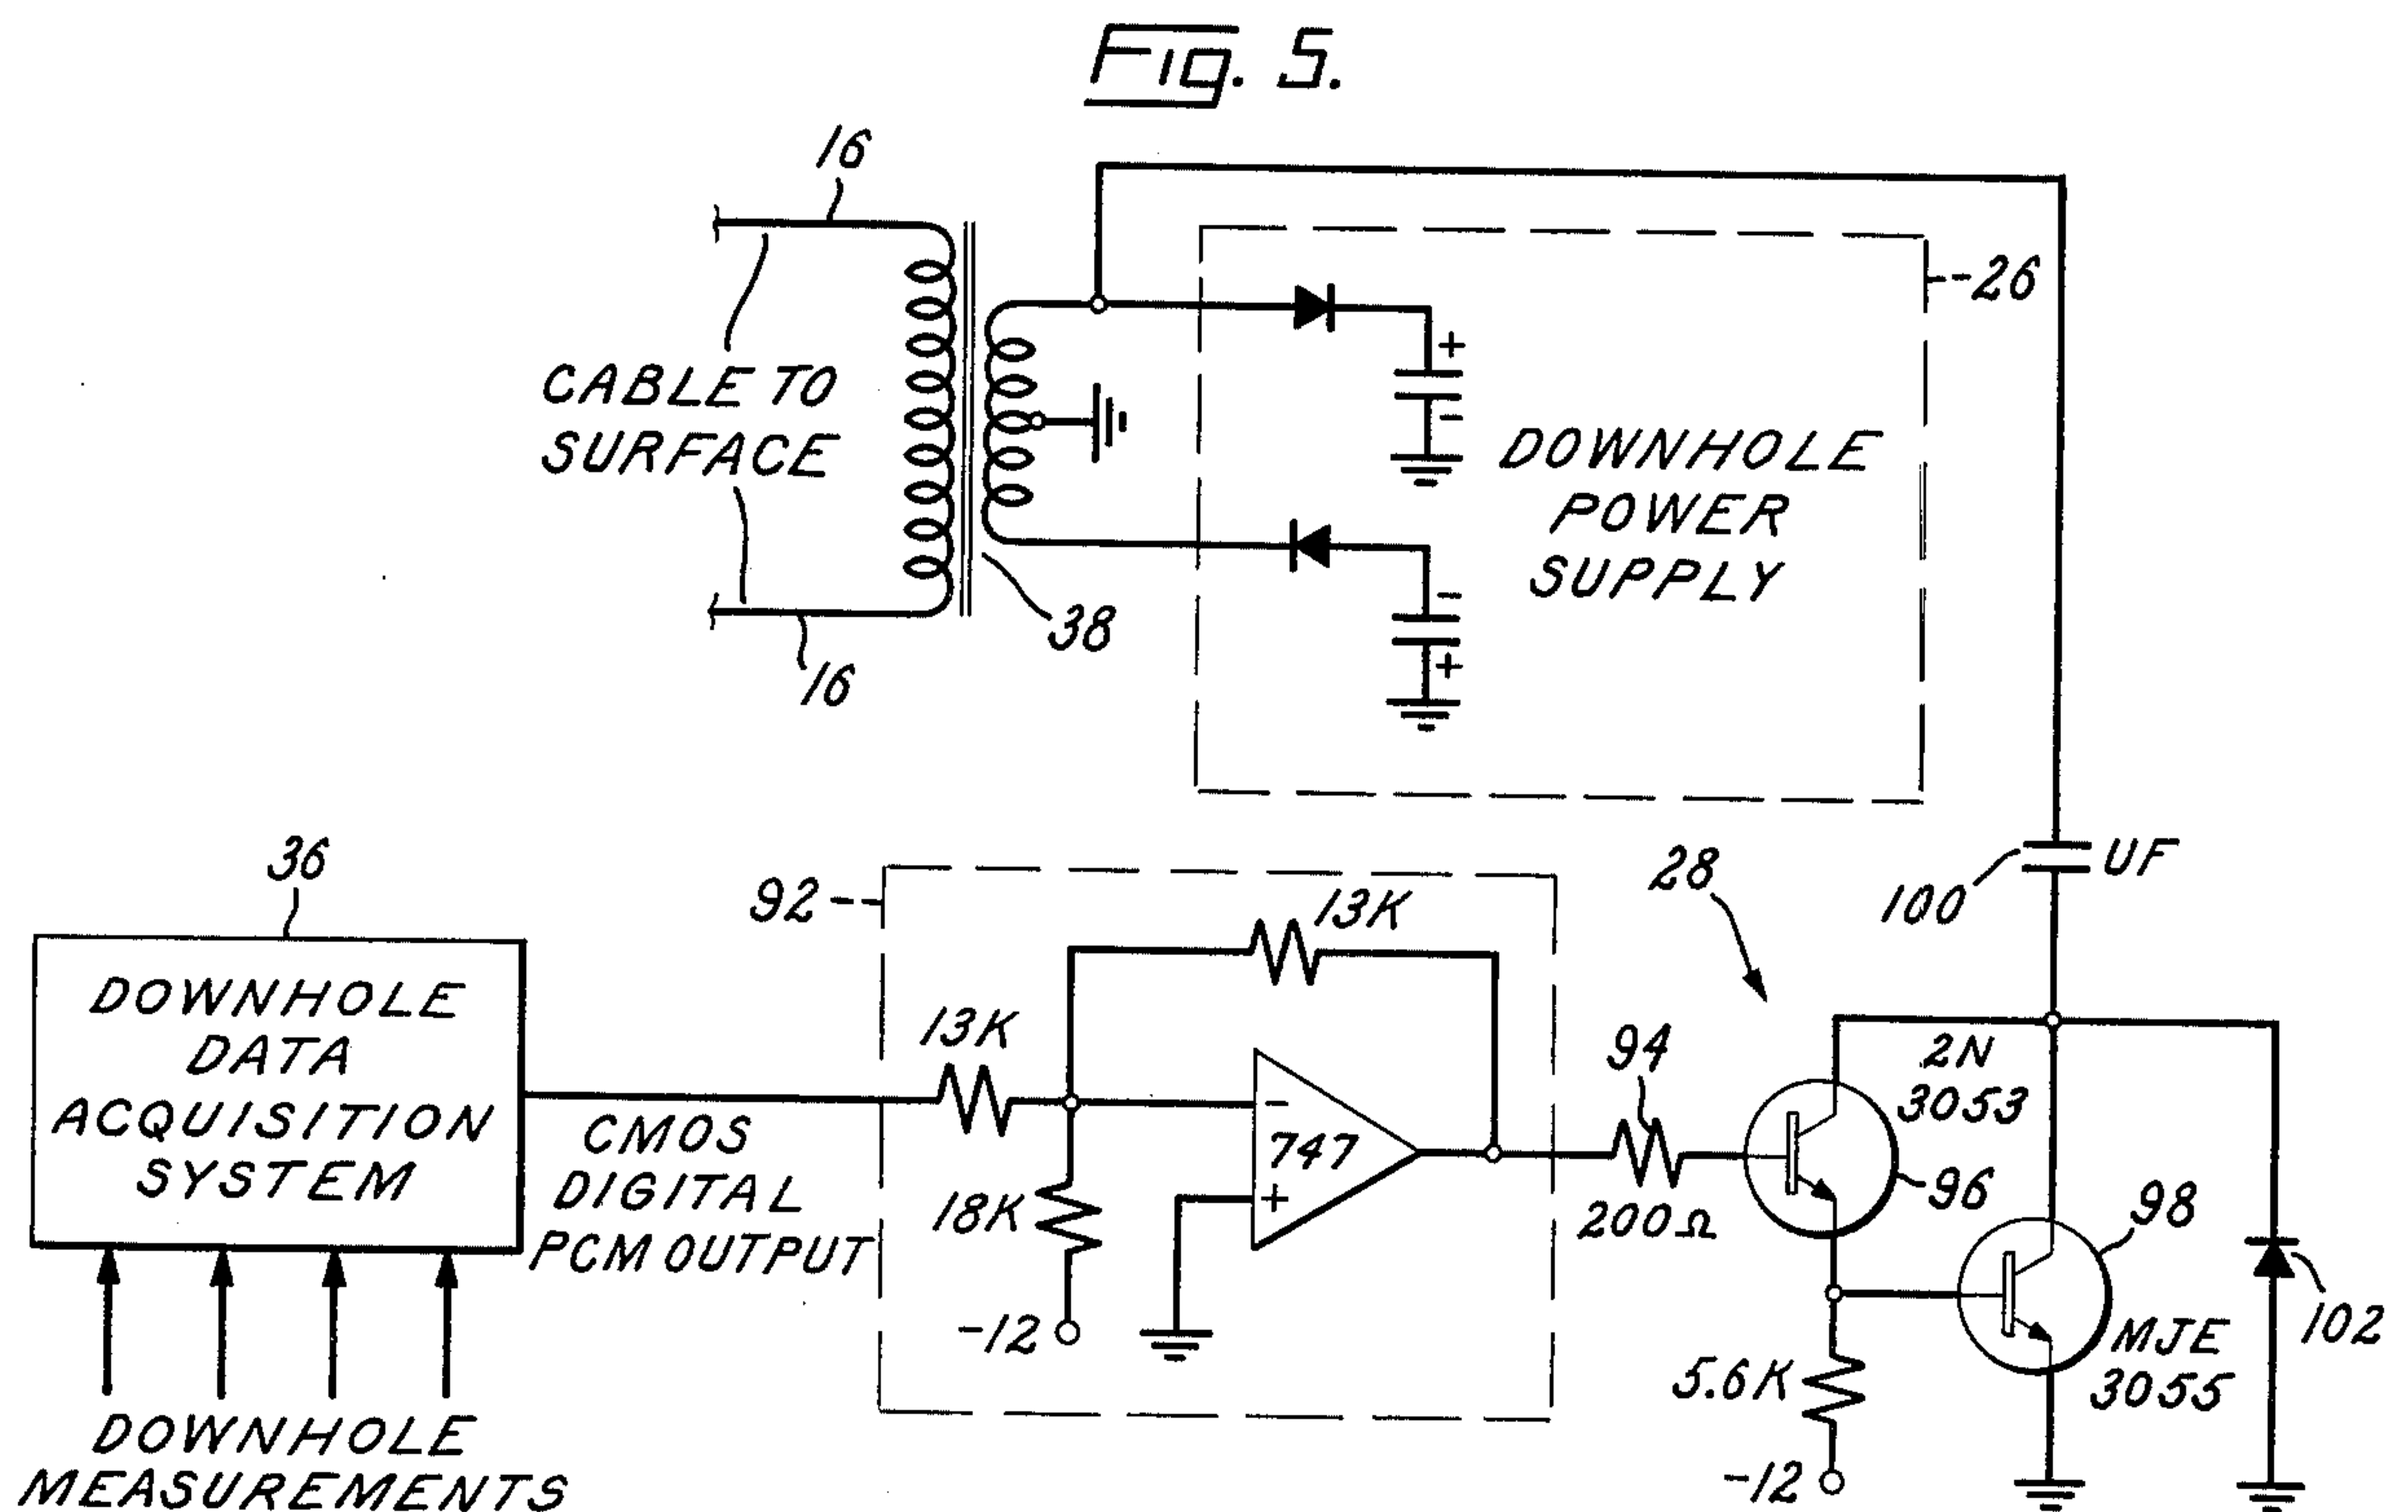 Fig. 5.
16
CABLE TO
SURFACE
16
38
+
-
-
+
DOWNHOLE
POWER
SUPPLY
26
36
DOWNHOLE
DATA
ACQUISITION
SYSTEM
DOWNHOLE
MEASUREMENTS
CMOS
DIGITAL
PCM OUTPUT
92
13K
13K
18K
-12
-
747
+
94
200Ω
28
100
UF
2N
3053
96
98
MJE
3055
102
5.6K
-12